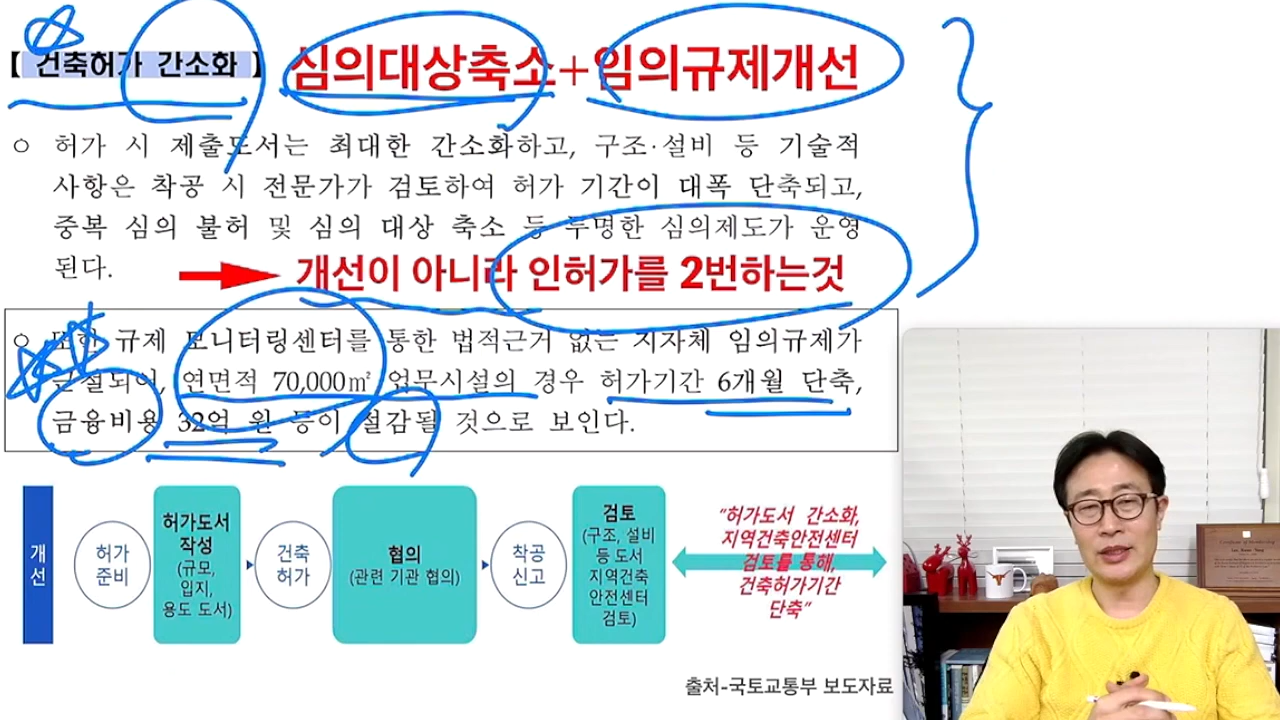 【 건축허가 간소화 】 심의대상축소+임의규제개선
○ 허가 시 제출도서는 최대한 간소화하고, 구조·설비 등 기술적
사항은 착공 시 전문가가 검토하여 허가 기간이 대폭 단축되고,
중복 심의 불허 및 심의 대상 축소 등 투명한 심의제도가 운영
된다.
개선이 아니라 인허가를 2번하는것
○ 또한 규제 모니터링센터를 통한 법적근거 없는 지자체 임의규제가
근절되어, 연면적 70,000㎡ 업무시설의 경우 허가기간 6개월 단축,
금융비용 32억 원 등이 절감될 것으로 보인다.
개선
허가
준비
허가도서
작성
(규모,
입지,
용도 도서)
건축
허가
협의
(관련 기관 협의)
착공
신고
검토
(구조, 설비
등 도서
지역건축
안전센터
검토)
"허가도서 간소화,
지역건축안전센터
검토를 통해,
건축허가기간
단축"
출처-국토교통부 보도자료